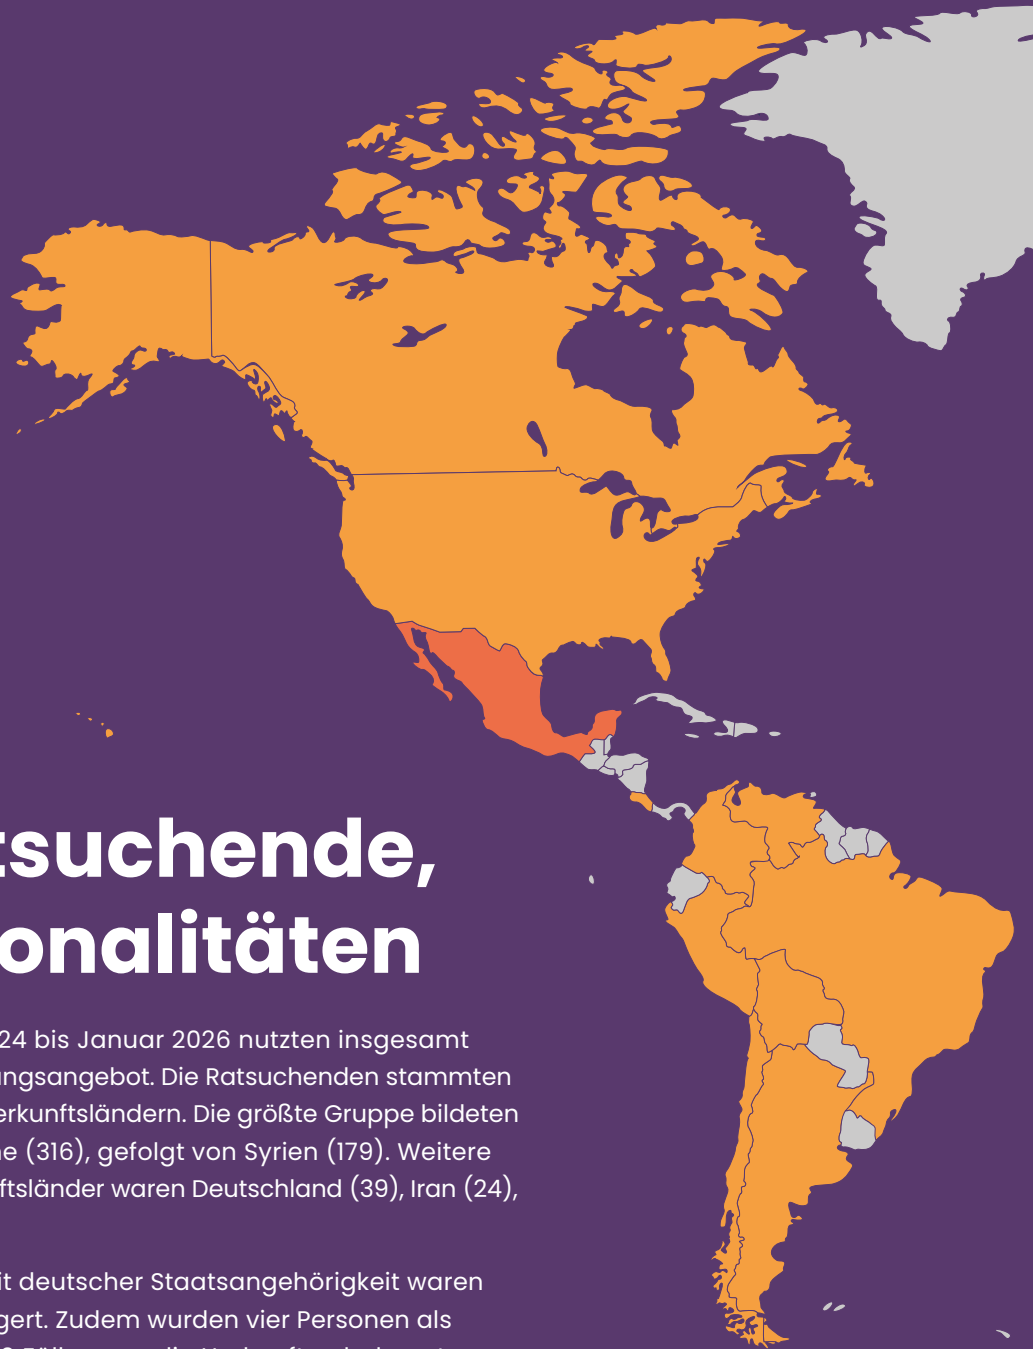 tsuchende,
onalitäten
24 bis Januar 2026 nutzten insgesamt
ungsangebot. Die Ratsuchenden stammten
erkunftsländern. Die größte Gruppe bildeten
ne (316), gefolgt von Syrien (179). Weitere
ftsländer waren Deutschland (39), Iran (24),
it deutscher Staatsangehörigkeit waren
gert. Zudem wurden vier Personen als